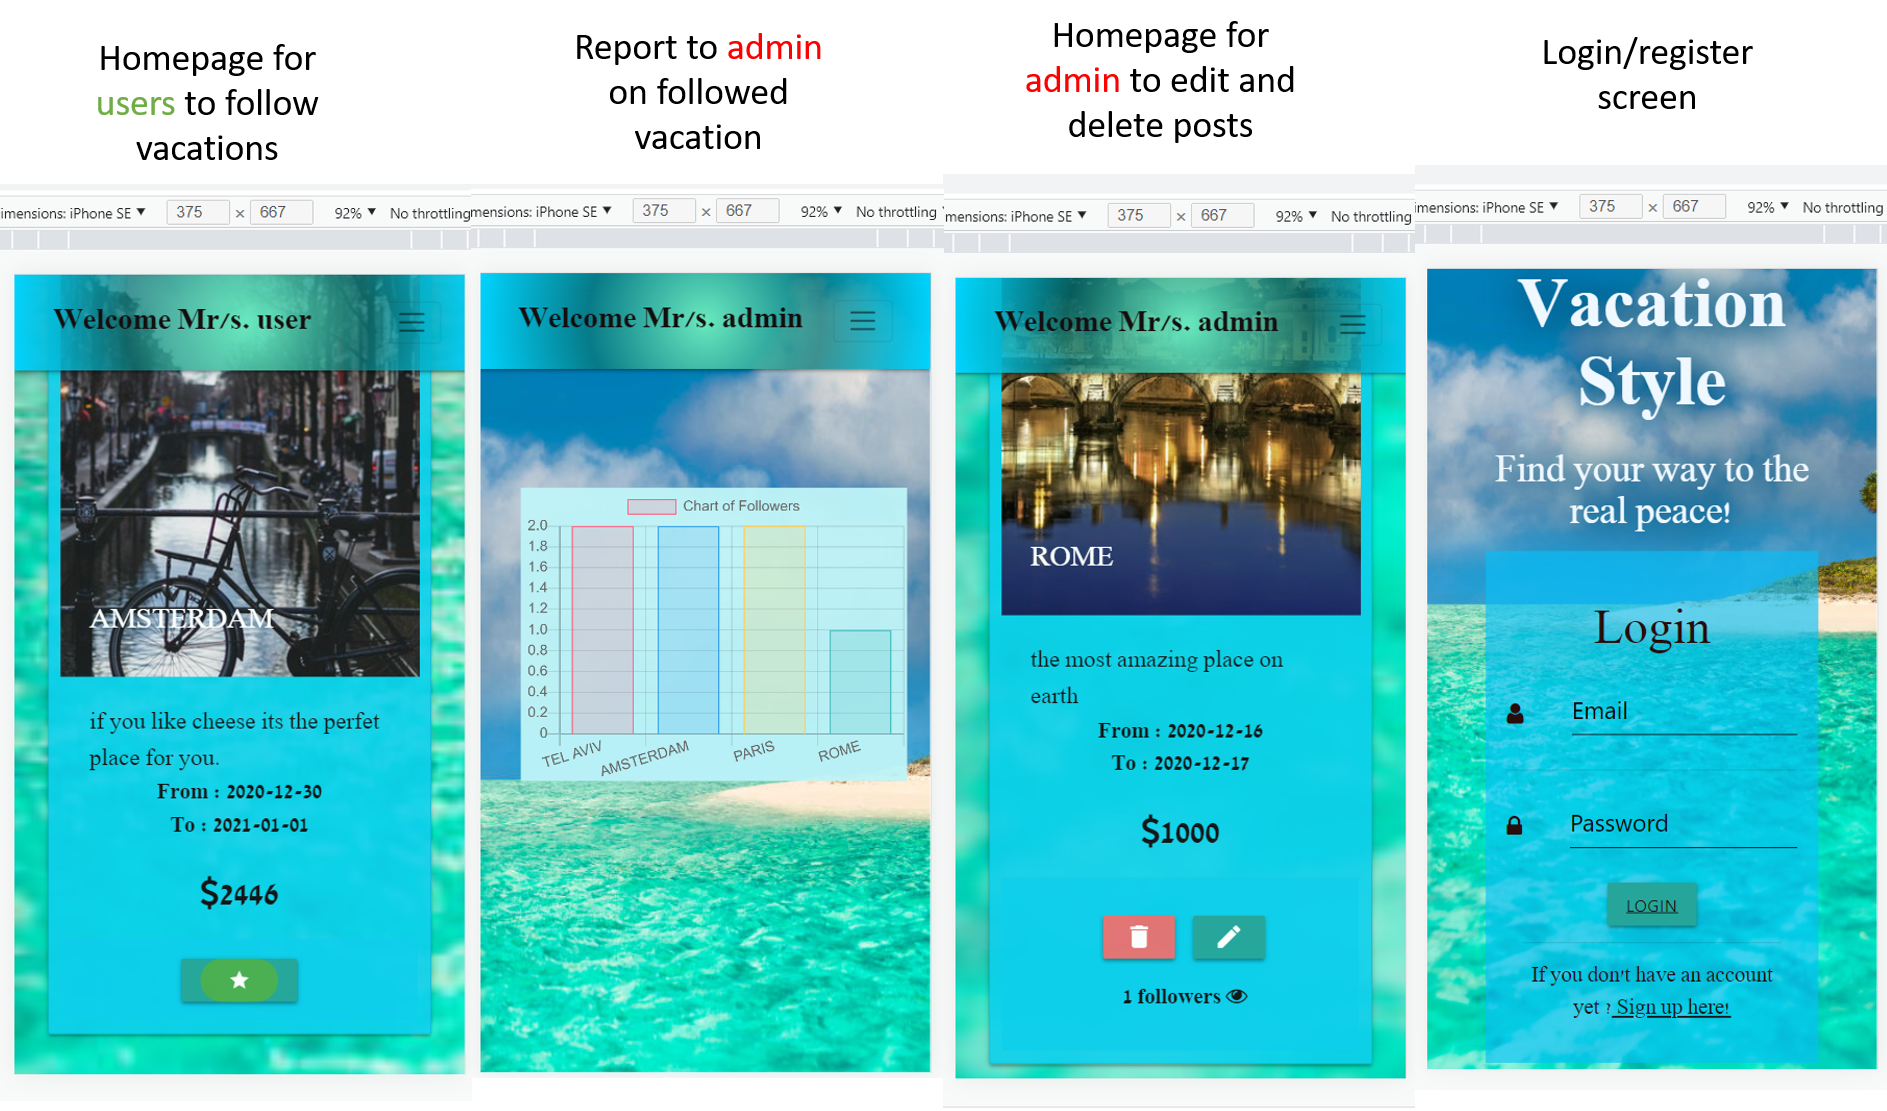 Homepage for
users to follow
vacations
imensions: iPhone SE ▼ 375 × 667 92% ▼ No throttling
Welcome Mr/s. user
AMSTERDAM
if you like cheese its the perfet
place for you.
From : 2020-12-30
To : 2021-01-01
$2446
Report to admin
on followed
vacation
mensions: iPhone SE ▼ 375 × 667 92% ▼ No throttling
Welcome Mr/s. admin
Chart of Followers
2.0
1.8
1.6
1.4
1.2
1.0
0.8
0.6
0.4
0.2
0
TEL AVIV AMSTERDAM PARIS ROME
Homepage for
admin to edit and
delete posts
mensions: iPhone SE ▼ 375 × 667 92% ▼ No throttling
Welcome Mr/s. admin
ROME
the most amazing place on
earth
From : 2020-12-16
To : 2020-12-17
$1000
1 followers
Login/register
screen
mensions: iPhone SE ▼ 375 × 667 92% ▼ No throttling
Vacation
Style
Find your way to the
real peace!
Login
Email
Password
LOGIN
If you don't have an account
yet ? Sign up here!